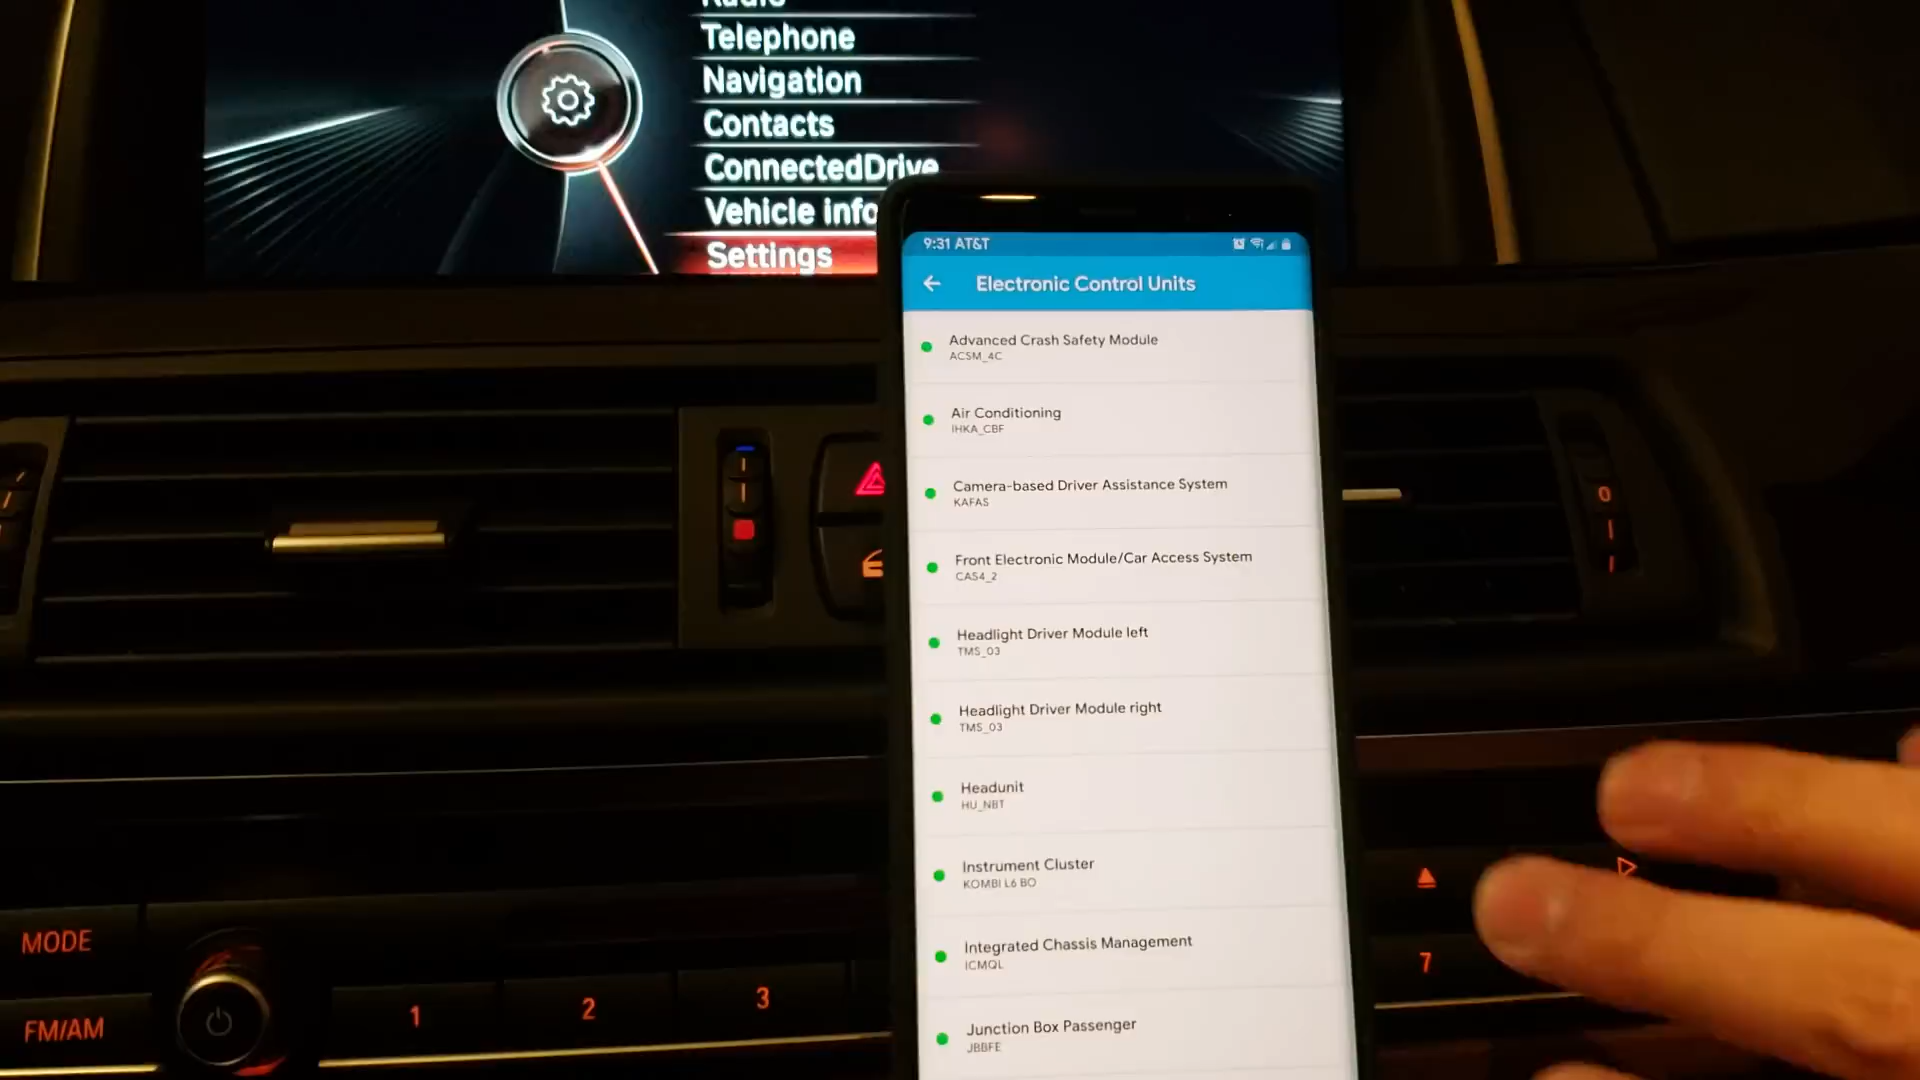 Radio
Telephone
Navigation
Contacts
ConnectedDrive
Vehicle info
Settings
9:31 AT&T
Electronic Control Units
Advanced Crash Safety Module
ACSM_4C
Air Conditioning
IHKA_CBF
Camera-based Driver Assistance System
KAFAS
Front Electronic Module/Car Access System
CAS4_2
Headlight Driver Module left
TMS_03
Headlight Driver Module right
TMS_03
Headunit
HU_NBT
Instrument Cluster
KOMBI L6 BO
Integrated Chassis Management
ICMQL
Junction Box Passenger
JBBFE
0
MODE
FM/AM
1
2
3
7